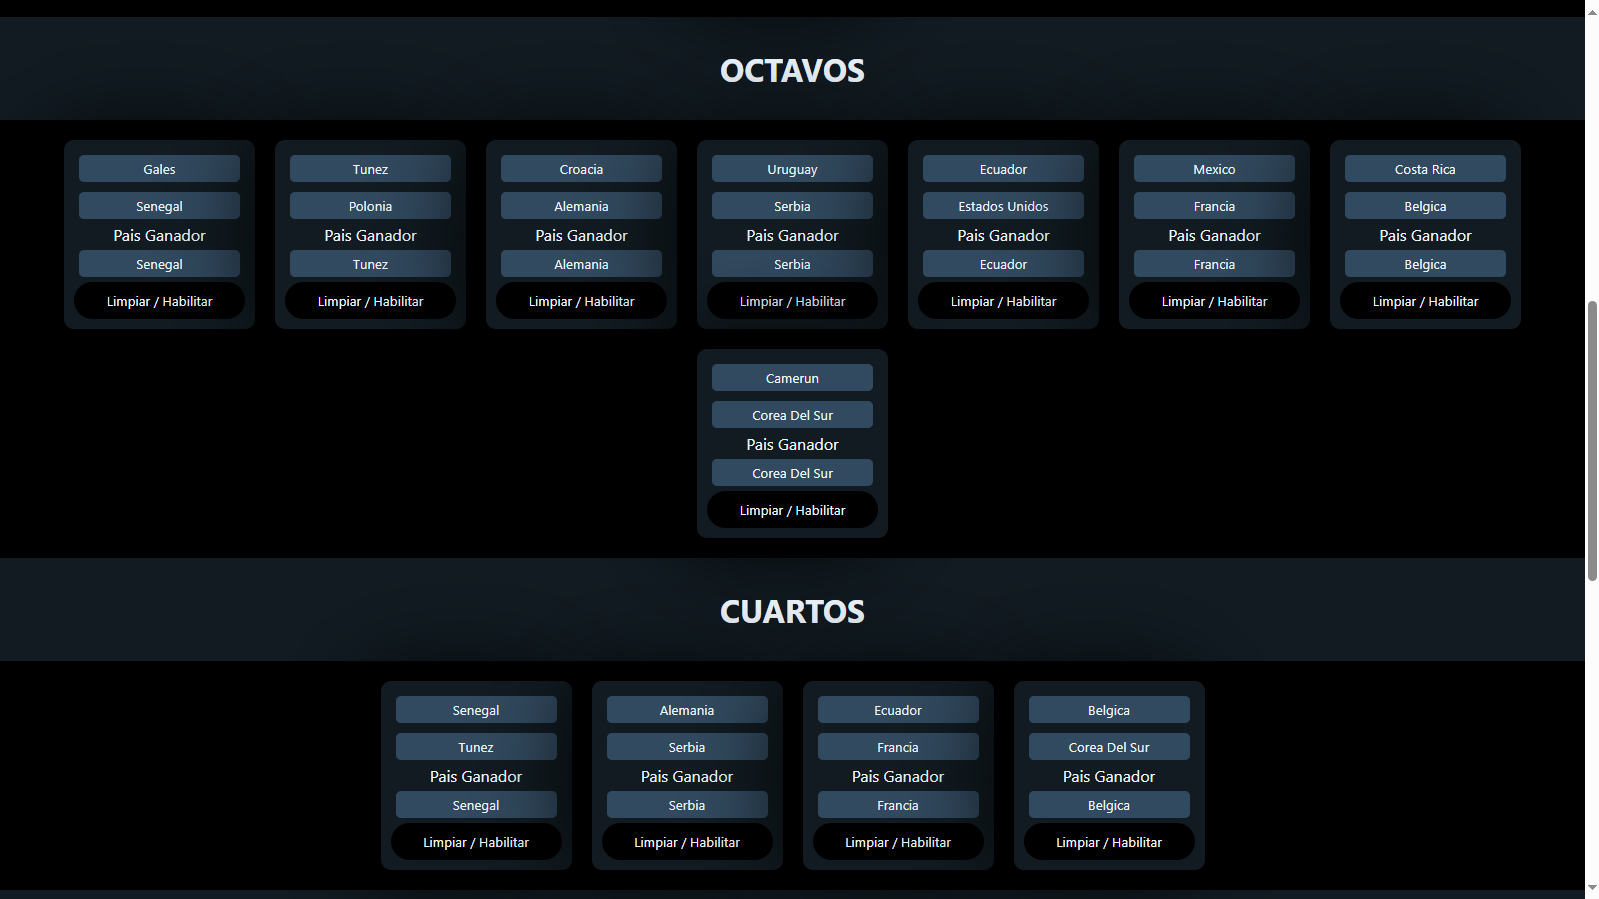 OCTAVOS
Gales
Senegal
Pais Ganador
Senegal
Limpiar / Habilitar
Tunez
Polonia
Pais Ganador
Tunez
Limpiar / Habilitar
Croacia
Alemania
Pais Ganador
Alemania
Limpiar / Habilitar
Uruguay
Serbia
Pais Ganador
Serbia
Limpiar / Habilitar
Ecuador
Estados Unidos
Pais Ganador
Ecuador
Limpiar / Habilitar
Mexico
Francia
Pais Ganador
Francia
Limpiar / Habilitar
Costa Rica
Belgica
Pais Ganador
Belgica
Limpiar / Habilitar
Camerun
Corea Del Sur
Pais Ganador
Corea Del Sur
Limpiar / Habilitar
CUARTOS
Senegal
Tunez
Pais Ganador
Senegal
Limpiar / Habilitar
Alemania
Serbia
Pais Ganador
Serbia
Limpiar / Habilitar
Ecuador
Francia
Pais Ganador
Francia
Limpiar / Habilitar
Belgica
Corea Del Sur
Pais Ganador
Belgica
Limpiar / Habilitar